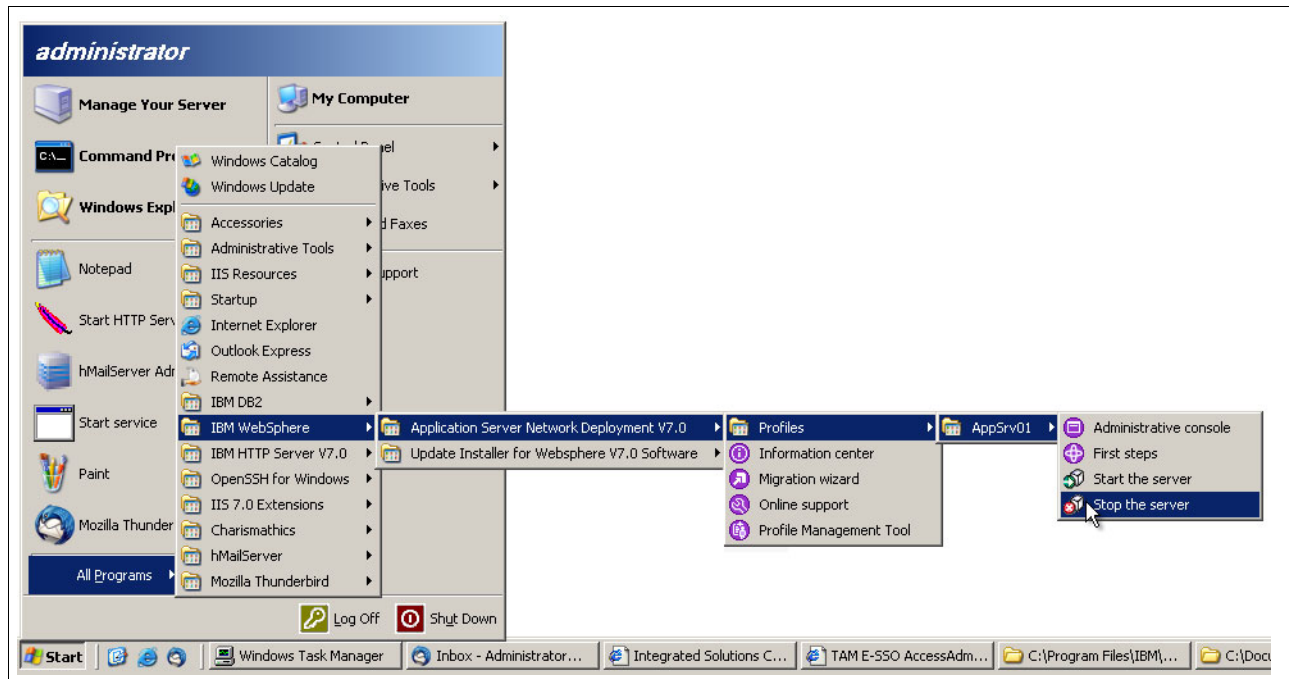 administrator
Manage Your Server
My Computer
C:\_
Command Pr
Windows Expl
Notepad
Start HTTP Serv
hMailServer Adr
Start service
Paint
Mozilla Thunder
All Programs
Windows Catalog
Windows Update
Accessories
Administrative Tools
IIS Resources
Startup
Internet Explorer
Outlook Express
Remote Assistance
IBM DB2
IBM WebSphere
IBM HTTP Server V7.0
OpenSSH for Windows
IIS 7.0 Extensions
Charismathics
hMailServer
Mozilla Thunderbird
ive Tools
d Faxes
upport
Application Server Network Deployment V7.0
Update Installer for Websphere V7.0 Software
Profiles
Information center
Migration wizard
Online support
Profile Management Tool
AppSrv01
Administrative console
First steps
Start the server
Stop the server
Log Off
Shut Down
Start
Windows Task Manager
Inbox - Administrator...
Integrated Solutions C...
TAM E-SSO AccessAdm...
C:\Program Files\IBM\...
C:\Docu